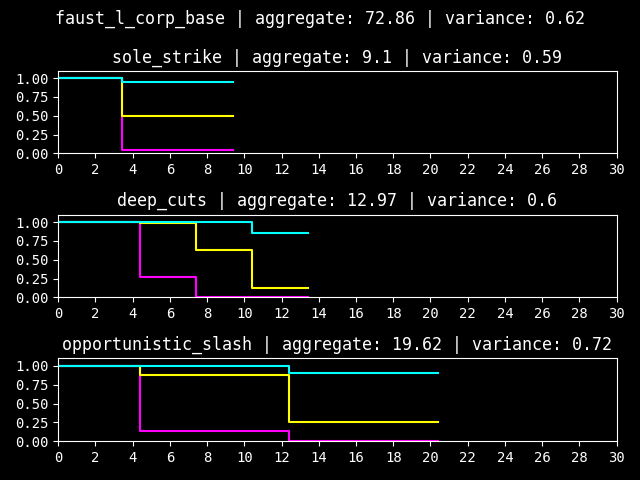 faust_l_corp_base | aggregate: 72.86 | variance: 0.62
sole_strike | aggregate: 9.1 | variance: 0.59
1.00
0.75
0.50
0.25
0.00
0 2 4 6 8 10 12 14 16 18 20 22 24 26 28 30
deep_cuts | aggregate: 12.97 | variance: 0.6
1.00
0.75
0.50
0.25
0.00
0 2 4 6 8 10 12 14 16 18 20 22 24 26 28 30
opportunistic_slash | aggregate: 19.62 | variance: 0.72
1.00
0.75
0.50
0.25
0.00
0 2 4 6 8 10 12 14 16 18 20 22 24 26 28 30